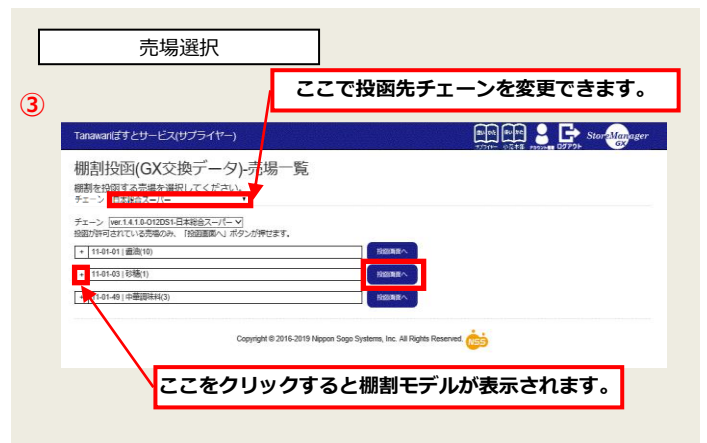 売場選択
ここで投函先チェーンを変更できます。
③
Tanawariぽすとサービス(サプライヤー)
StoreManager
GX
ログアウト
棚割投函(GX交換データ)-売場一覧
棚割を投函する売場を選択してください。
チェーン 日本総合スーパー
チェーン ver.1.4.1.8-012DS1-日本総合スーパー
投函が許可されている売場のみ、「投函画面へ」ボタンが押せます。
+ 11-01-01 | 醤油(10) 投函画面へ
+ 11-01-03 | 砂糖(1) 投函画面へ
+ 11-01-49 | 中華調味料(3) 投函画面へ
Copyright © 2016-2019 Nippon Sogo Systems, Inc. All Rights Reserved. NSS
ここをクリックすると棚割モデルが表示されます。